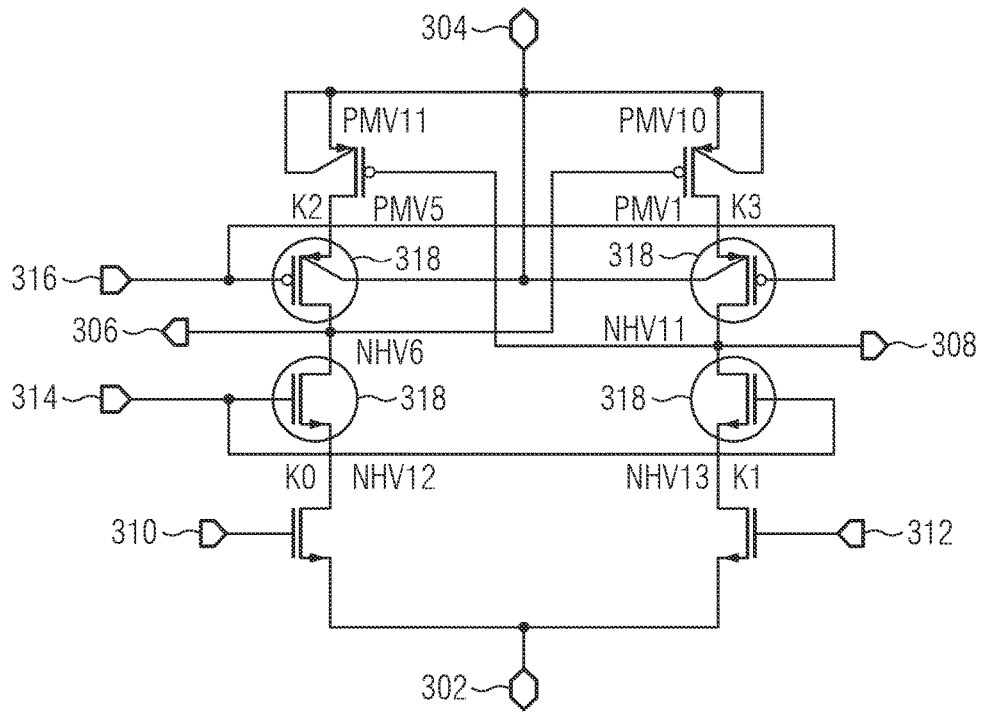 304
PMV11 PMV10
K2 PMV5 PMV1 K3
316 318 318
306 NHV6 NHV11 308
314 318 318
K0 NHV12 NHV13 K1
310 312
302